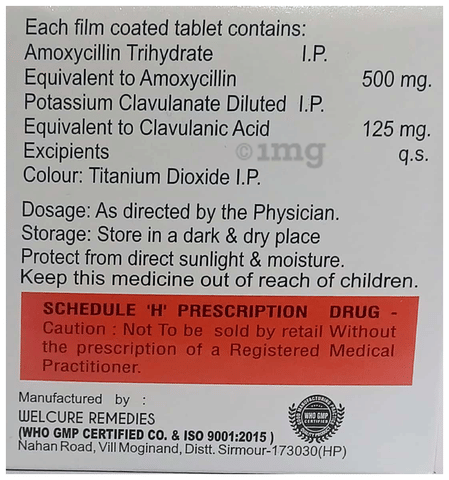 Each film coated tablet contains:
Amoxycillin Trihydrate I.P.
Equivalent to Amoxycillin 500 mg.
Potassium Clavulanate Diluted I.P.
Equivalent to Clavulanic Acid 125 mg.
Excipients q.s.
©1mg
Colour: Titanium Dioxide I.P.
Dosage: As directed by the Physician.
Storage: Store in a dark & dry place
Protect from direct sunlight & moisture.
Keep this medicine out of reach of children.
SCHEDULE 'H' PRESCRIPTION DRUG -
Caution : Not To be sold by retail Without
the prescription of a Registered Medical
Practitioner.
Manufactured by :
WELCURE REMEDIES
(WHO GMP CERTIFIED CO. & ISO 9001:2015 )
Nahan Road, Vill Moginand, Distt. Sirmour-173030(HP)
WHO GMP
CERTIFIED